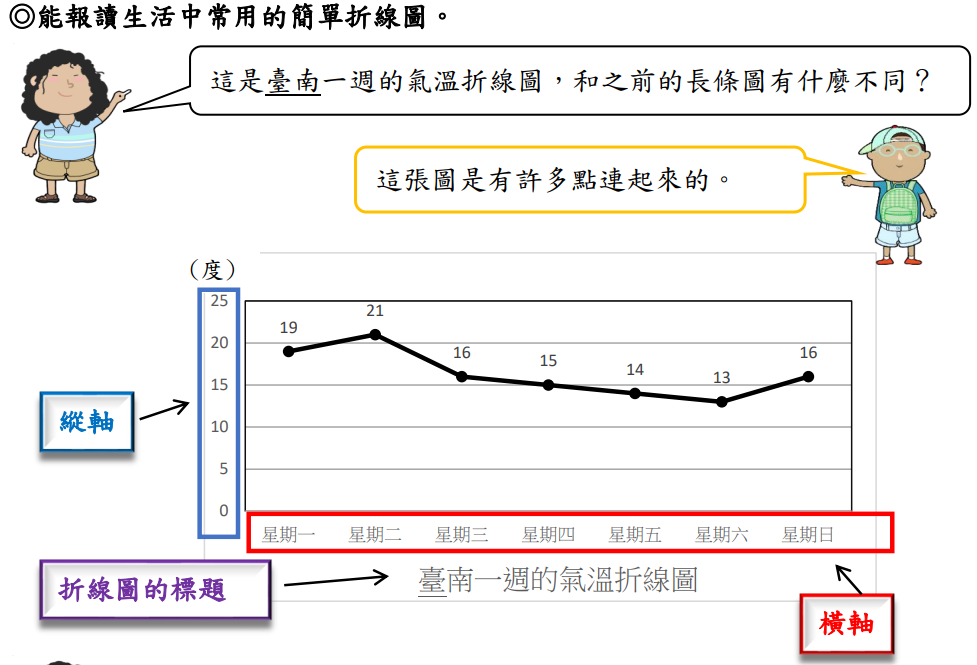 ◎能報讀生活中常用的簡單折線圖。
這是臺南一週的氣溫折線圖，和之前的長條圖有什麼不同？
這張圖是有許多點連起來的。
（度）
25
20
15
10
5
0
19
21
16
15
14
13
16
縱軸
星期一 星期二 星期三 星期四 星期五 星期六 星期日
折線圖的標題
臺南一週的氣溫折線圖
橫軸